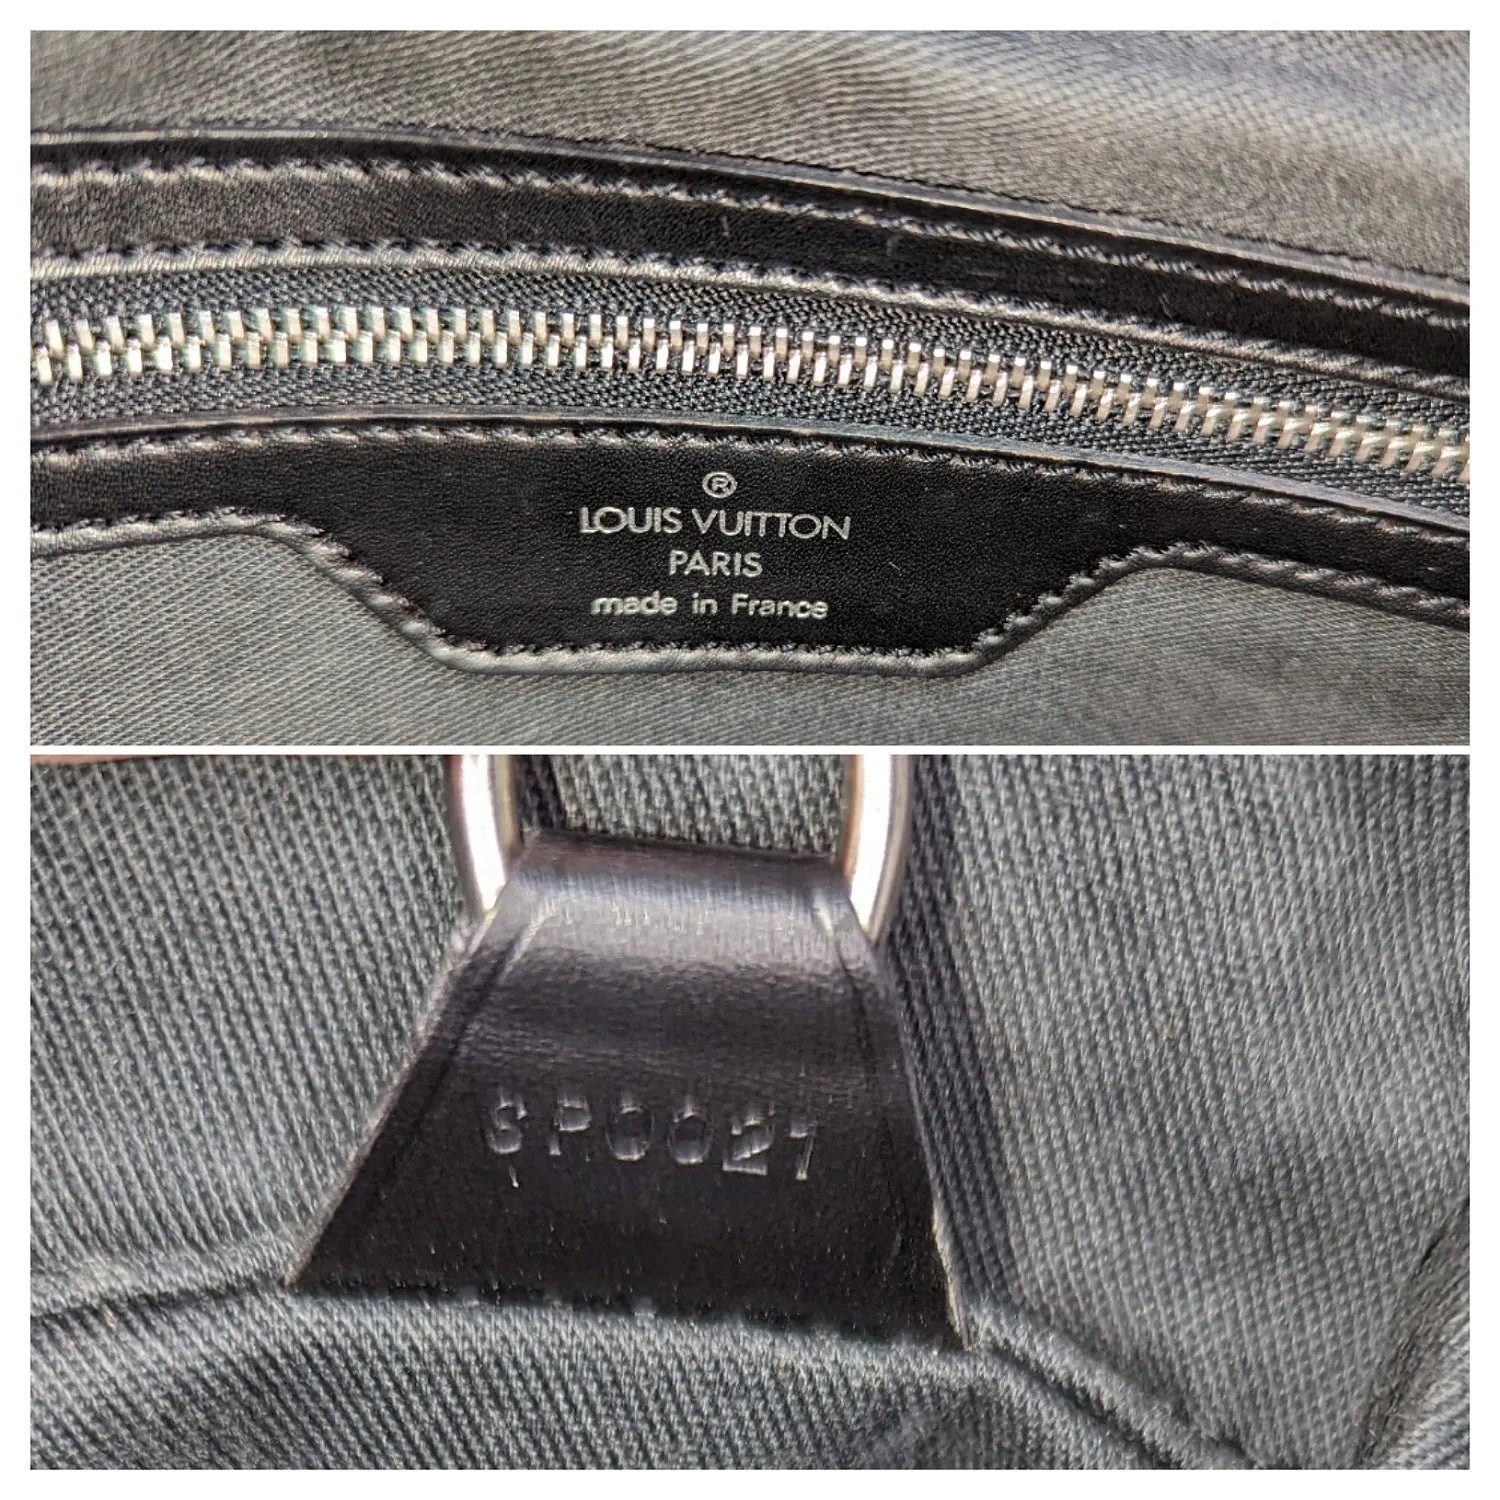 ®
LOUIS VUITTON
PARIS
made in France
SP0021